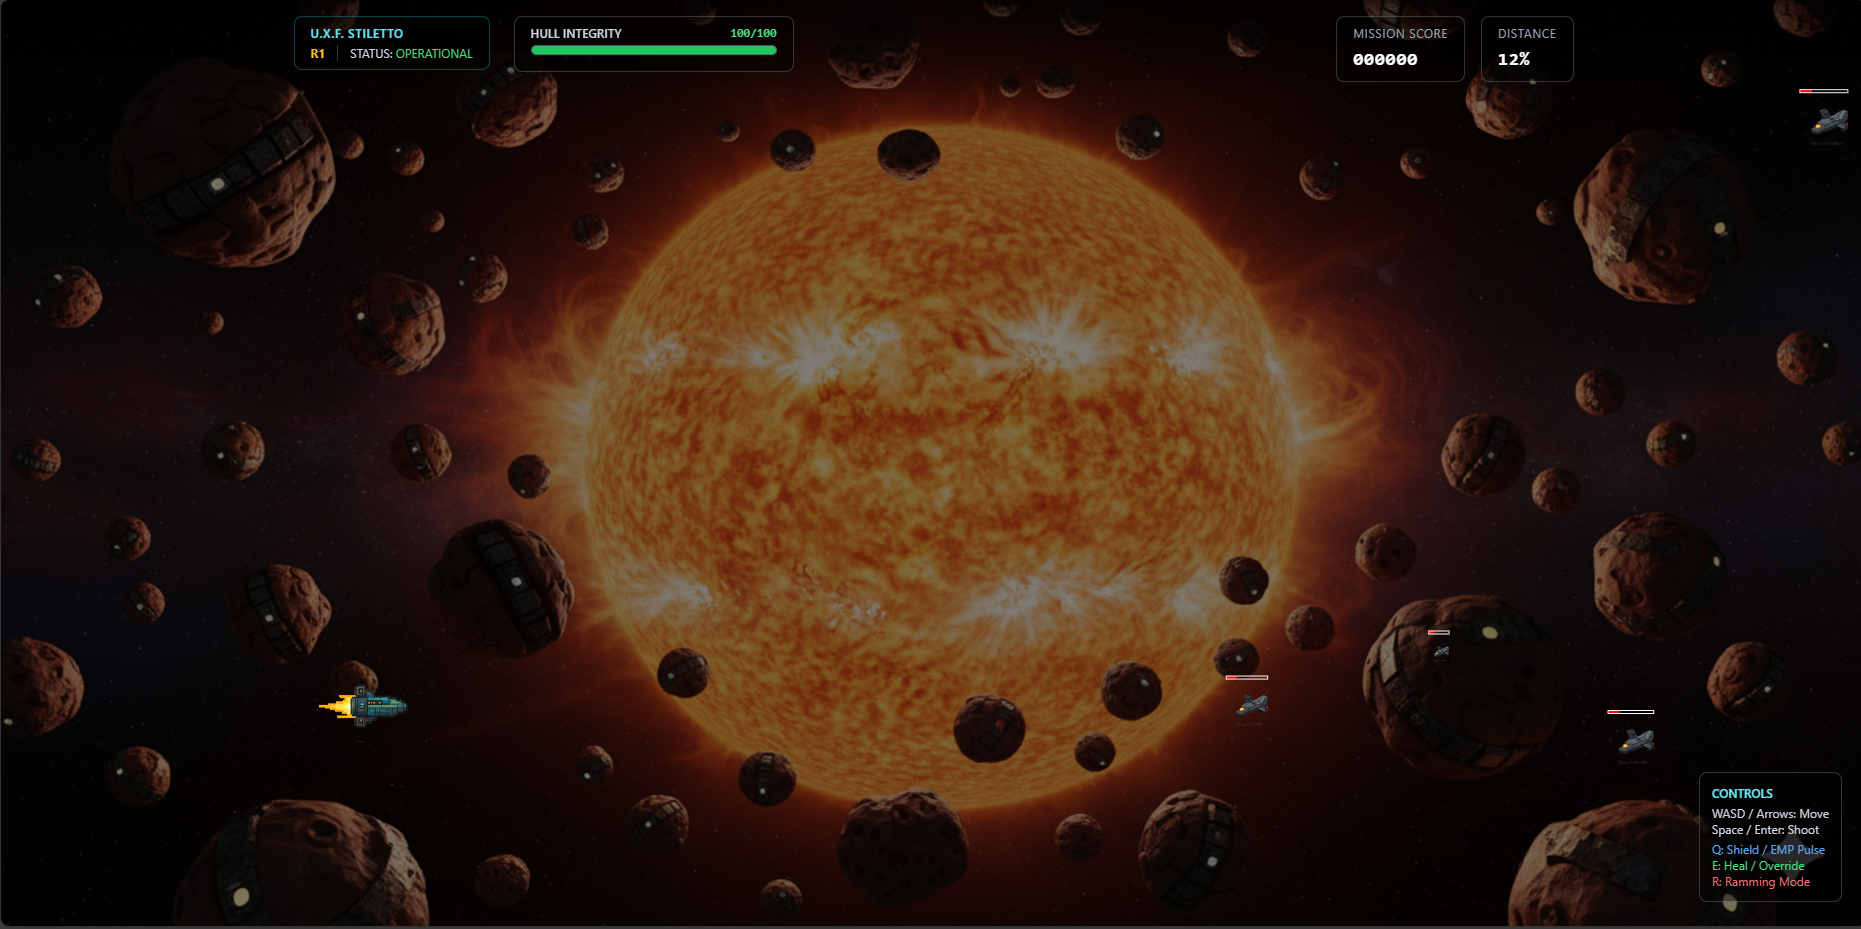 U.X.F. STILETTO
R1 STATUS: OPERATIONAL
HULL INTEGRITY 100/100
MISSION SCORE
000000
DISTANCE
12%
CONTROLS
WASD / Arrows: Move
Space / Enter: Shoot
Q: Shield / EMP Pulse
E: Heal / Override
R: Ramming Mode